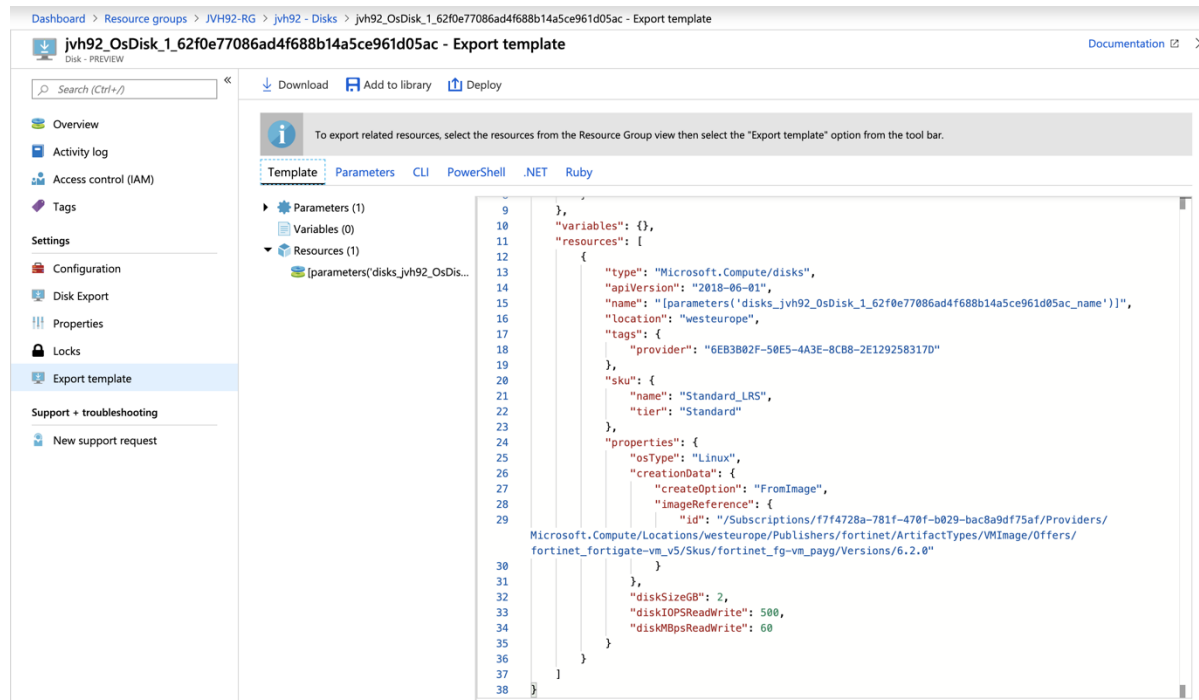 Dashboard > Resource groups > JVH92-RG > jvh92 - Disks > jvh92_OsDisk_1_62f0e77086ad4f688b14a5ce961d05ac - Export template
jvh92_OsDisk_1_62f0e77086ad4f688b14a5ce961d05ac - Export template
Disk - PREVIEW
Documentation
Search (Ctrl+/)
«
Overview
Activity log
Access control (IAM)
Tags
Settings
Configuration
Disk Export
Properties
Locks
Export template
Support + troubleshooting
New support request
Download Add to library Deploy
To export related resources, select the resources from the Resource Group view then select the "Export template" option from the tool bar.
Template Parameters CLI PowerShell .NET Ruby
Parameters (1)
Variables (0)
Resources (1)
[parameters('disks_jvh92_OsDis...
9 },
10 "variables": {},
11 "resources": [
12 {
13 "type": "Microsoft.Compute/disks",
14 "apiVersion": "2018-06-01",
15 "name": "[parameters('disks_jvh92_OsDisk_1_62f0e77086ad4f688b14a5ce961d05ac_name')]",
16 "location": "westeurope",
17 "tags": {
18 "provider": "6EB3B02F-50E5-4A3E-8CB8-2E129258317D"
19 },
20 "sku": {
21 "name": "Standard_LRS",
22 "tier": "Standard"
23 },
24 "properties": {
25 "osType": "Linux",
26 "creationData": {
27 "createOption": "FromImage",
28 "imageReference": {
29 "id": "/Subscriptions/f7f4728a-781f-470f-b029-bac8a9df75af/Providers/
Microsoft.Compute/Locations/westeurope/Publishers/fortinet/ArtifactTypes/VMImage/Offers/
fortinet_fortigate-vm_v5/Skus/fortinet_fg-vm_payg/Versions/6.2.0"
30 }
31 },
32 "diskSizeGB": 2,
33 "diskIOPSReadWrite": 500,
34 "diskMBpsReadWrite": 60
35 }
36 }
37 ]
38 }